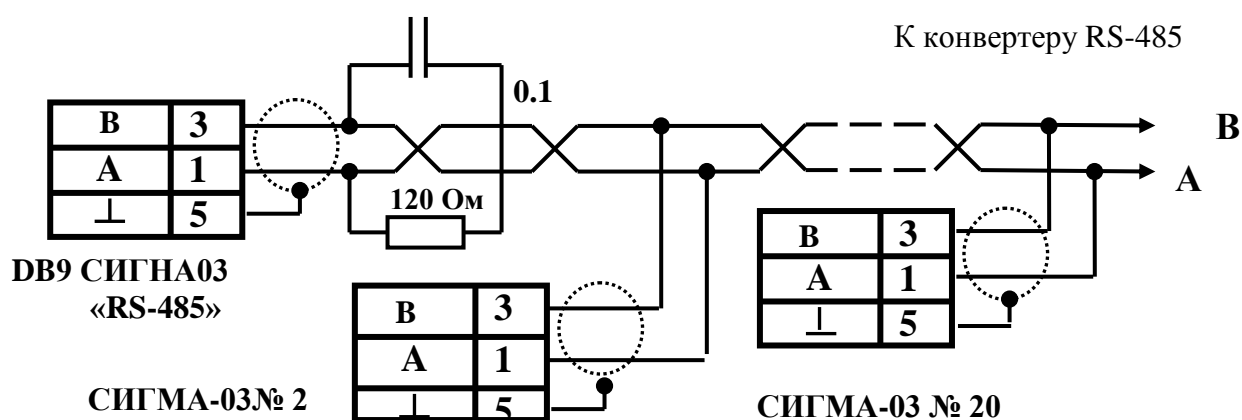 К конвертеру RS-485
0.1
В 3
А 1
⊥ 5
В
А
120 Ом
DB9 СИГНА03
«RS-485»
В 3
А 1
⊥ 5
В 3
А 1
⊥ 5
СИГМА-03№ 2
СИГМА-03 № 20